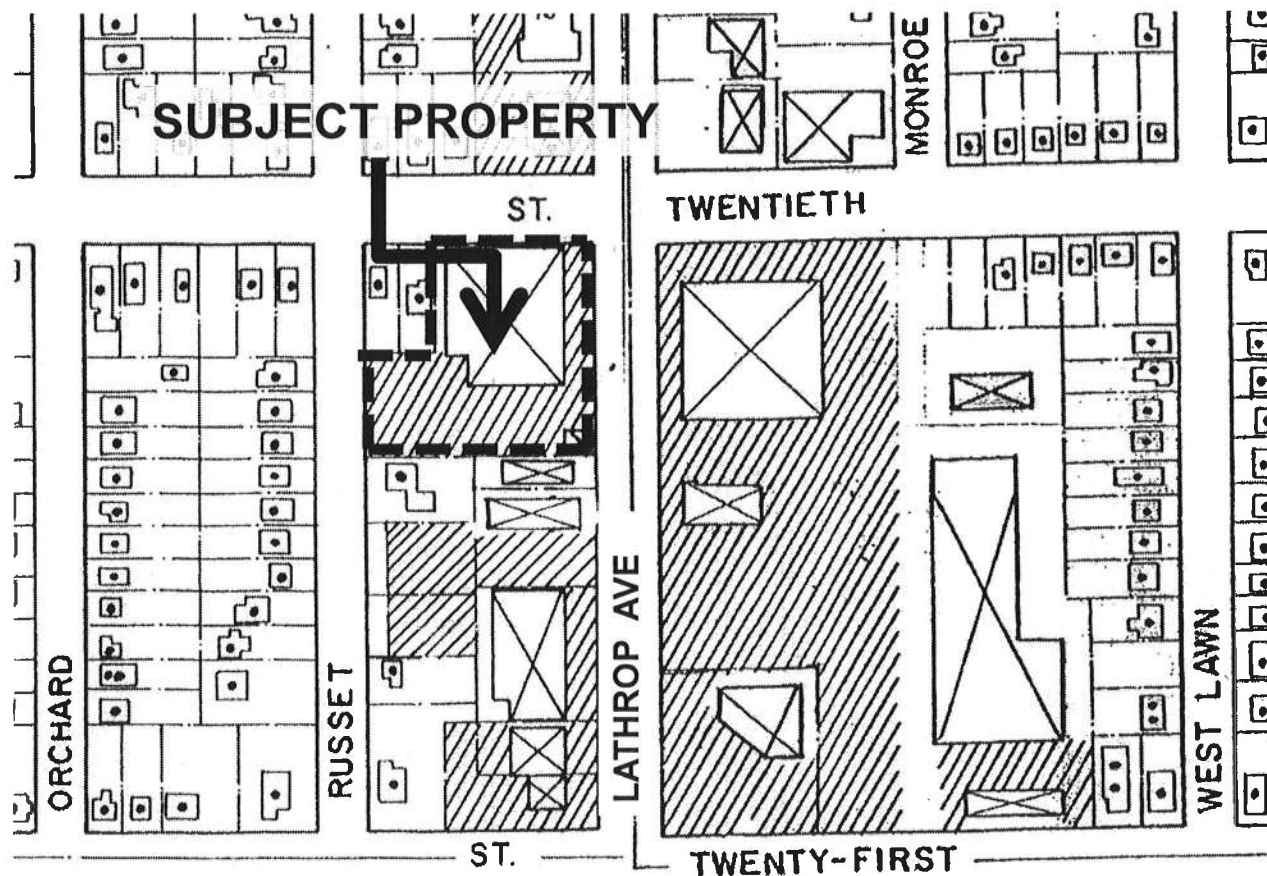 MONROE
SUBJECT PROPERTY
ST.
TWENTIETH
ORCHARD
RUSSET
LATHROP AVE
WEST LAWN
ST.
TWENTY-FIRST